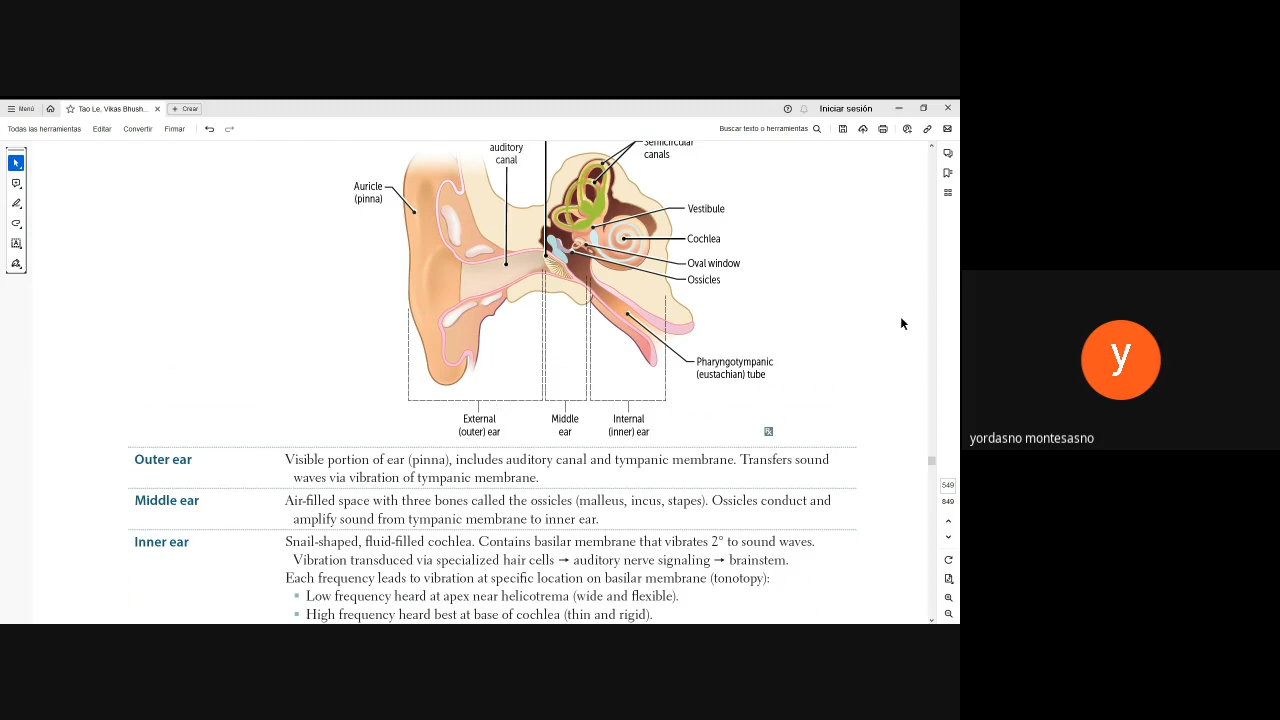 Menú
Tao Le, Vikas Bhush...
Crear
Iniciar sesión
Todas las herramientas
Editar
Convertir
Firmar
Buscar texto o herramientas
auditory
canal
Semicircular
canals
Auricle
(pinna)
Vestibule
Cochlea
Oval window
Ossicles
Pharyngotympanic
(eustachian) tube
External
(outer) ear
Middle
ear
Internal
(inner) ear
Outer ear
Visible portion of ear (pinna), includes auditory canal and tympanic membrane. Transfers sound
waves via vibration of tympanic membrane.
Middle ear
Air-filled space with three bones called the ossicles (malleus, incus, stapes). Ossicles conduct and
amplify sound from tympanic membrane to inner ear.
Inner ear
Snail-shaped, fluid-filled cochlea. Contains basilar membrane that vibrates 2° to sound waves.
Vibration transduced via specialized hair cells → auditory nerve signaling → brainstem.
Each frequency leads to vibration at specific location on basilar membrane (tonotopy):
▪ Low frequency heard at apex near helicotrema (wide and flexible).
▪ High frequency heard best at base of cochlea (thin and rigid).
549
849
y
yordasno montesasno